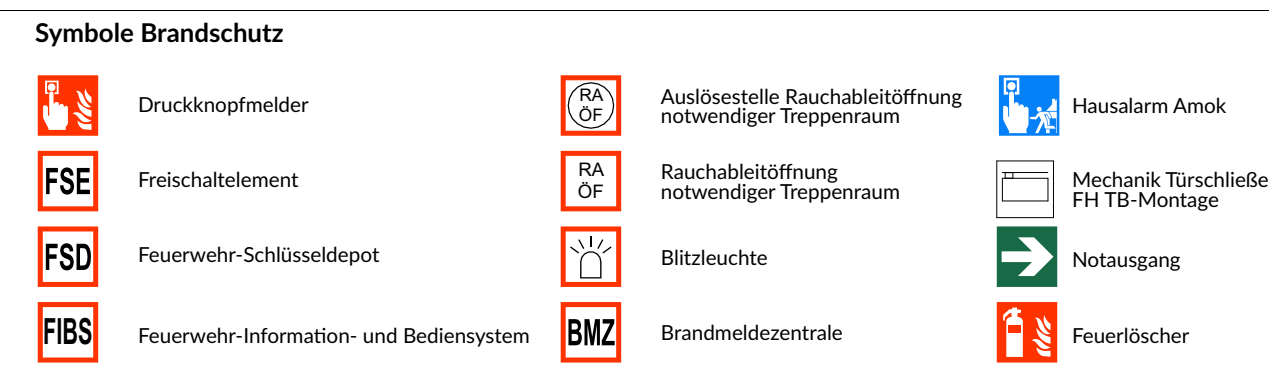 Symbole Brandschutz
Druckknopfmelder
FSE
Freischaltelement
FSD
Feuerwehr-Schlüsseldepot
FIBS
Feuerwehr-Information- und Bediensystem
RA
ÖF
Auslösestelle Rauchableitöffnung
notwendiger Treppenraum
RA
ÖF
Rauchableitöffnung
notwendiger Treppenraum
Blitzleuchte
BMZ
Brandmeldezentrale
Hausalarm Amok
Mechanik Türschließe
FH TB-Montage
Notausgang
Feuerlöscher